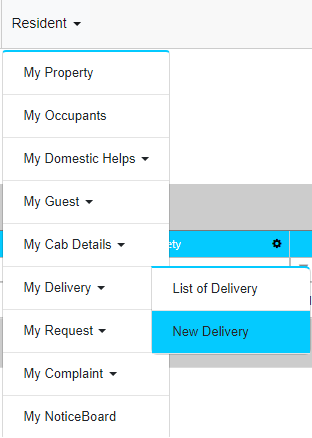 Resident
My Property
My Occupants
My Domestic Helps
My Guest
My Cab Details
ety
My Delivery
List of Delivery
My Request
New Delivery
My Complaint
My NoticeBoard